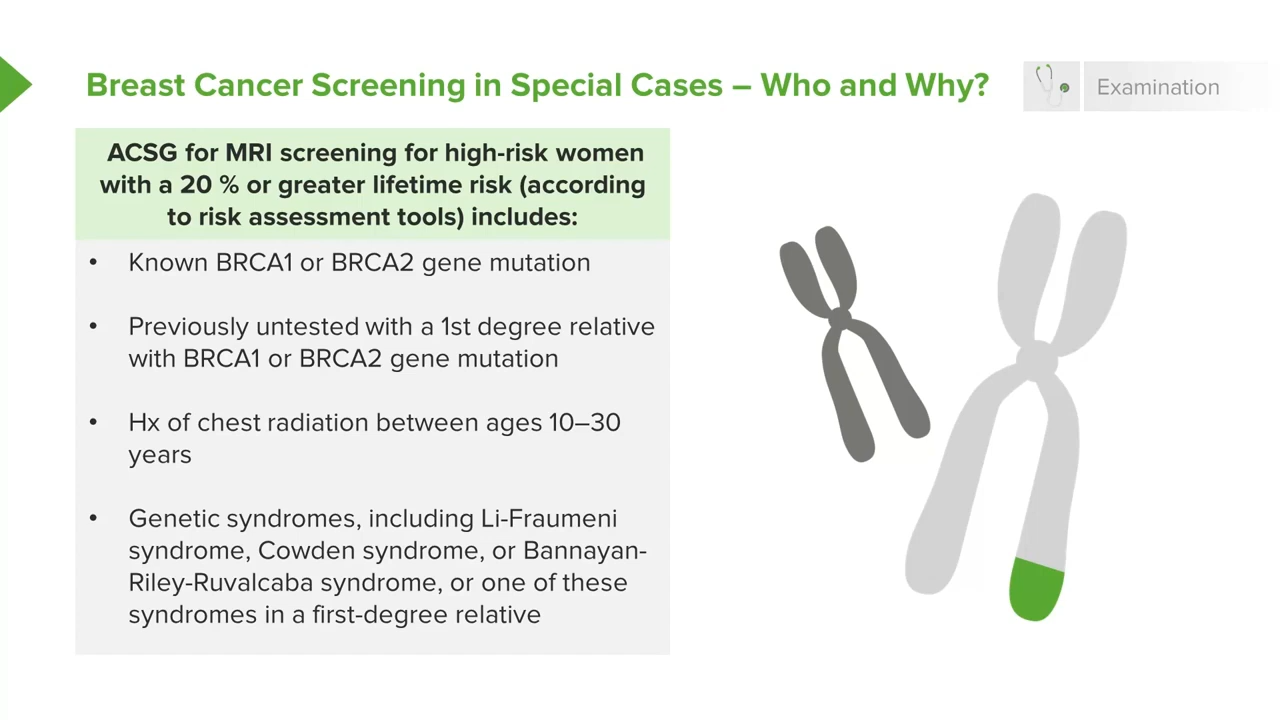 Breast Cancer Screening in Special Cases – Who and Why?
Examination
ACSG for MRI screening for high-risk women
with a 20 % or greater lifetime risk (according
to risk assessment tools) includes:
• Known BRCA1 or BRCA2 gene mutation
• Previously untested with a 1st degree relative
with BRCA1 or BRCA2 gene mutation
• Hx of chest radiation between ages 10–30
years
• Genetic syndromes, including Li-Fraumeni
syndrome, Cowden syndrome, or Bannayan-
Riley-Ruvalcaba syndrome, or one of these
syndromes in a first-degree relative